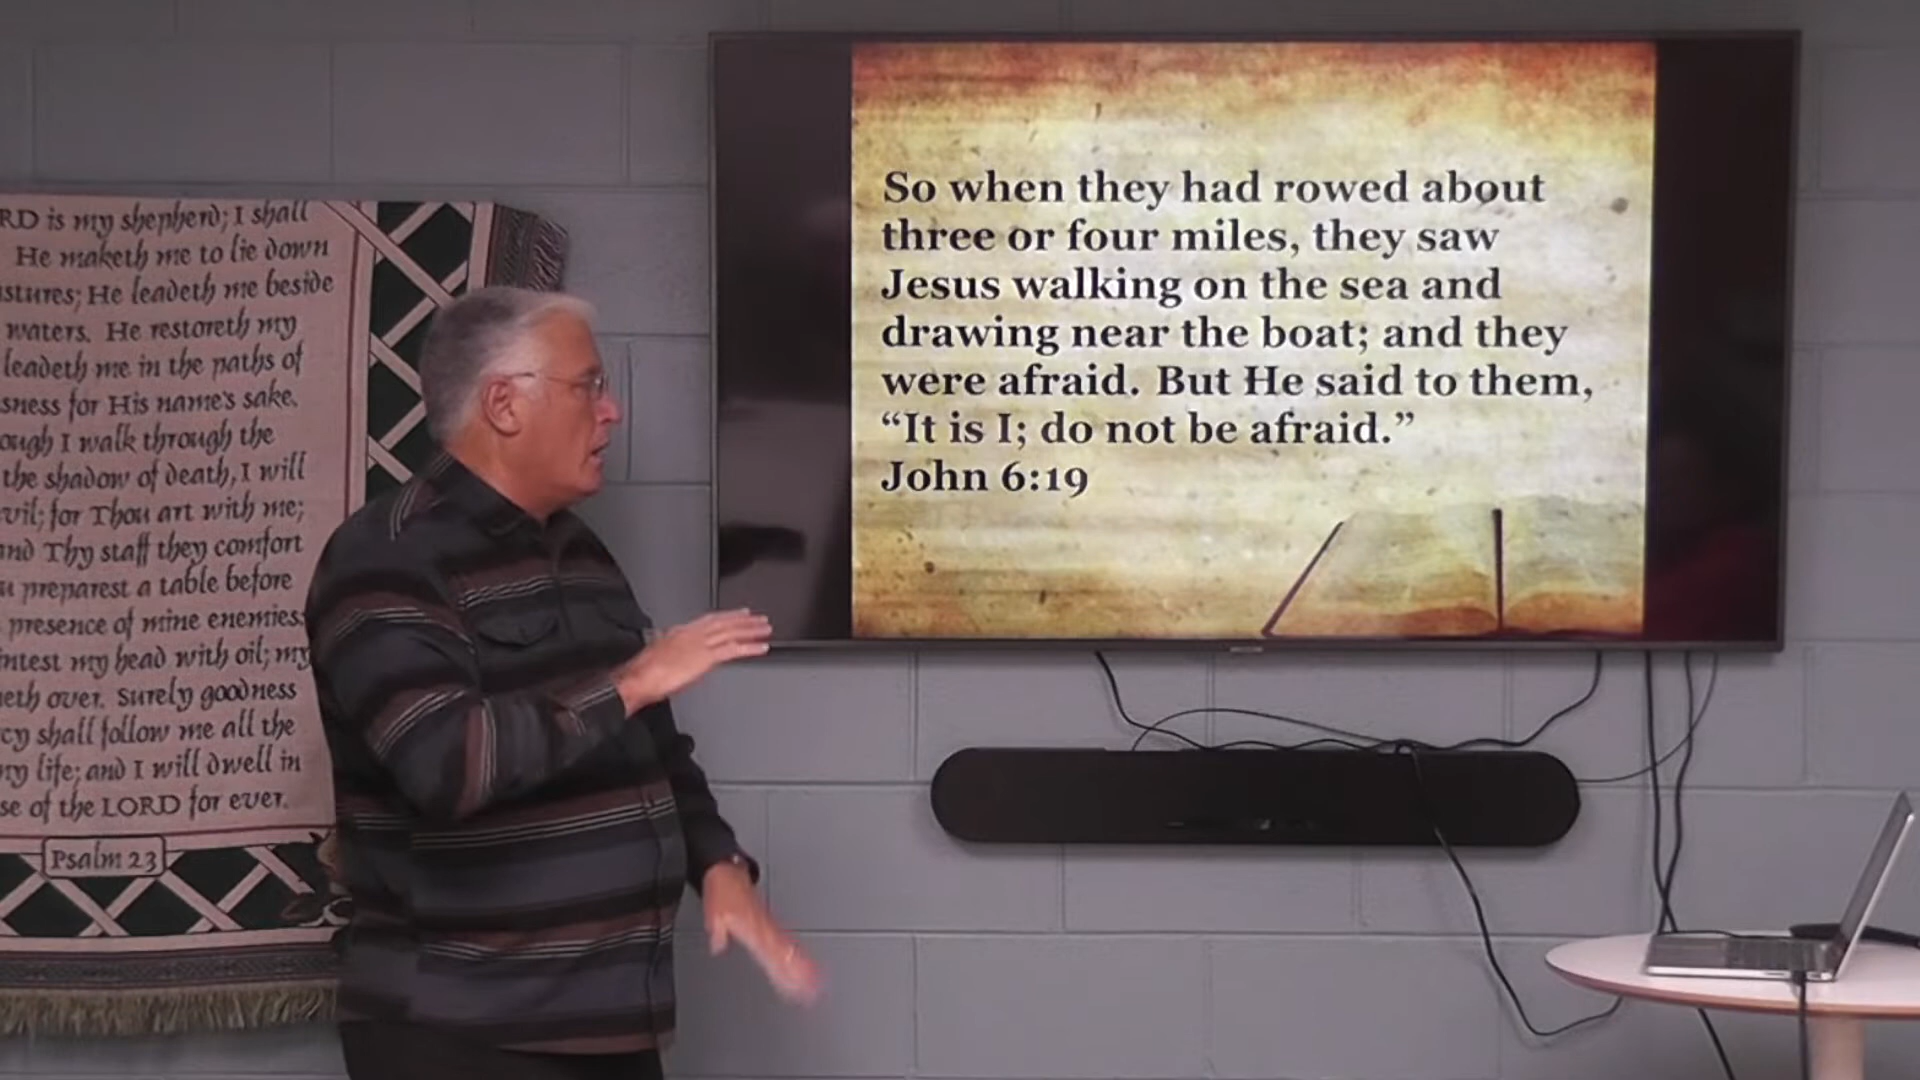 RD is my shepherd; I shall
He maketh me to lie down
stures; He leadeth me beside
waters. He restoreth my
leadeth me in the paths of
sness for His name's sake.
ough I walk through the
the shadow of death, I will
vil; for Thou art with me;
and Thy staff they comfort
u preparest a table before
presence of mine enemies:
intest my head with oil; my
eth over. Surely goodness
cy shall follow me all the
my life; and I will dwell in
se of the LORD for ever.
Psalm 23
So when they had rowed about
three or four miles, they saw
Jesus walking on the sea and
drawing near the boat; and they
were afraid. But He said to them,
“It is I; do not be afraid.”
John 6:19